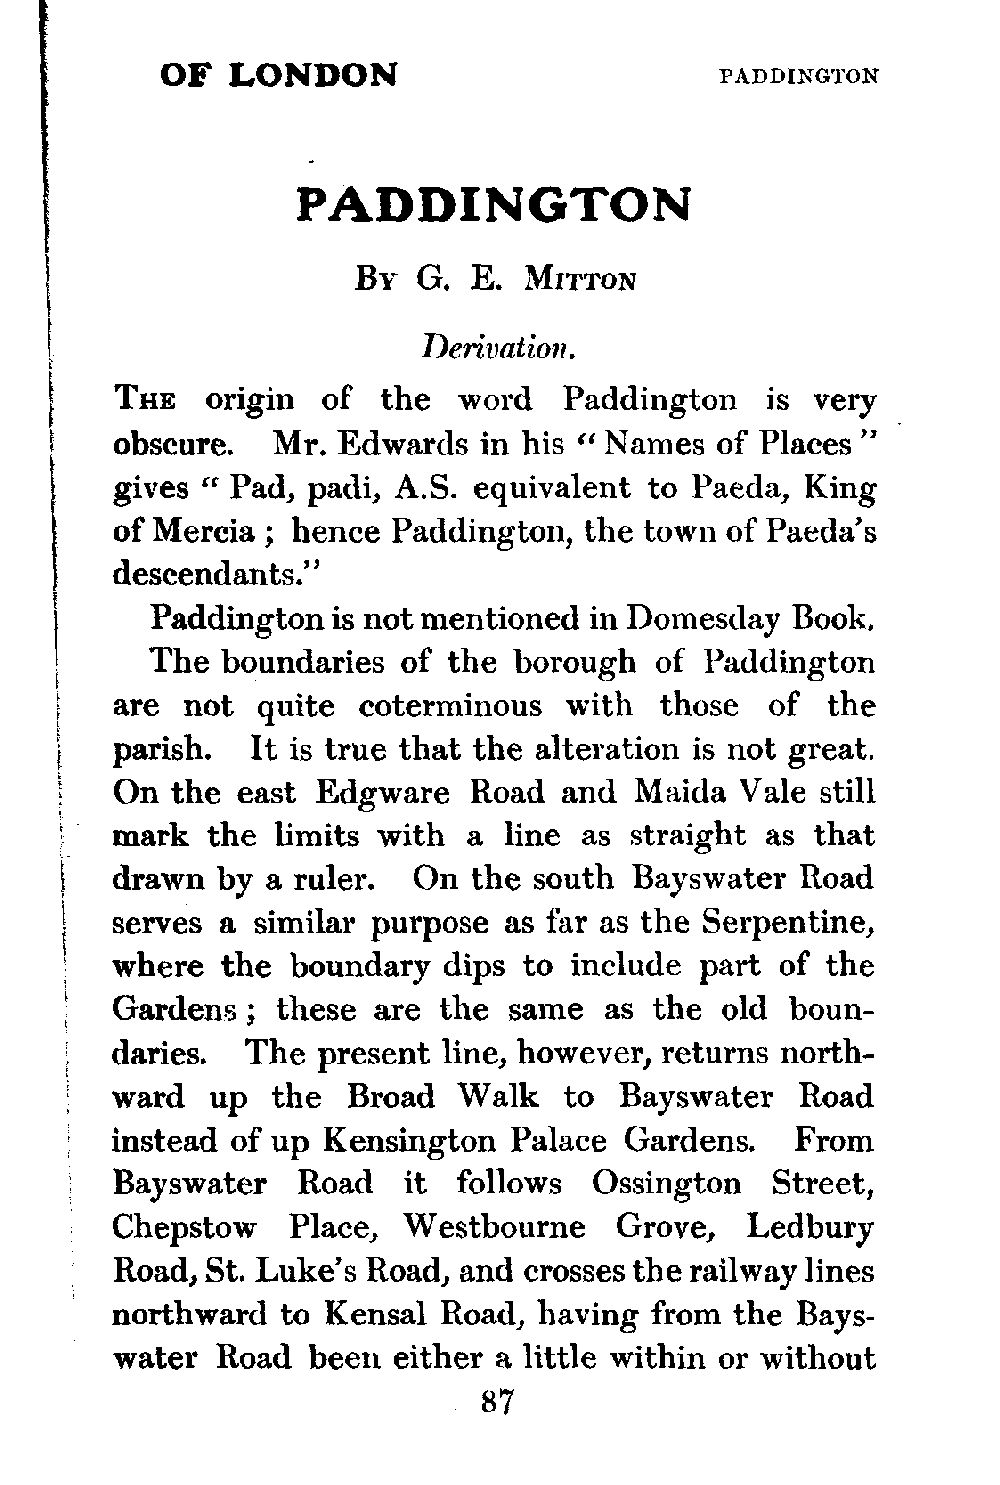 OF LONDON PADDINGTON
PADDINGTON
BY G. E. MITTON
Derivation.
THE origin of the word Paddington is very
obscure. Mr. Edwards in his “ Names of Places ”
gives “ Pad, padi, A.S. equivalent to Paeda, King
of Mercia ; hence Paddington, the town of Paeda’s
descendants.”
Paddington is not mentioned in Domesday Book.
The boundaries of the borough of Paddington
are not quite coterminous with those of the
parish. It is true that the alteration is not great.
On the east Edgware Road and Maida Vale still
mark the limits with a line as straight as that
drawn by a ruler. On the south Bayswater Road
serves a similar purpose as far as the Serpentine,
where the boundary dips to include part of the
Gardens ; these are the same as the old boun-
daries. The present line, however, returns north-
ward up the Broad Walk to Bayswater Road
instead of up Kensington Palace Gardens. From
Bayswater Road it follows Ossington Street,
Chepstow Place, Westbourne Grove, Ledbury
Road, St. Luke’s Road, and crosses the railway lines
northward to Kensal Road, having from the Bays-
water Road been either a little within or without
87